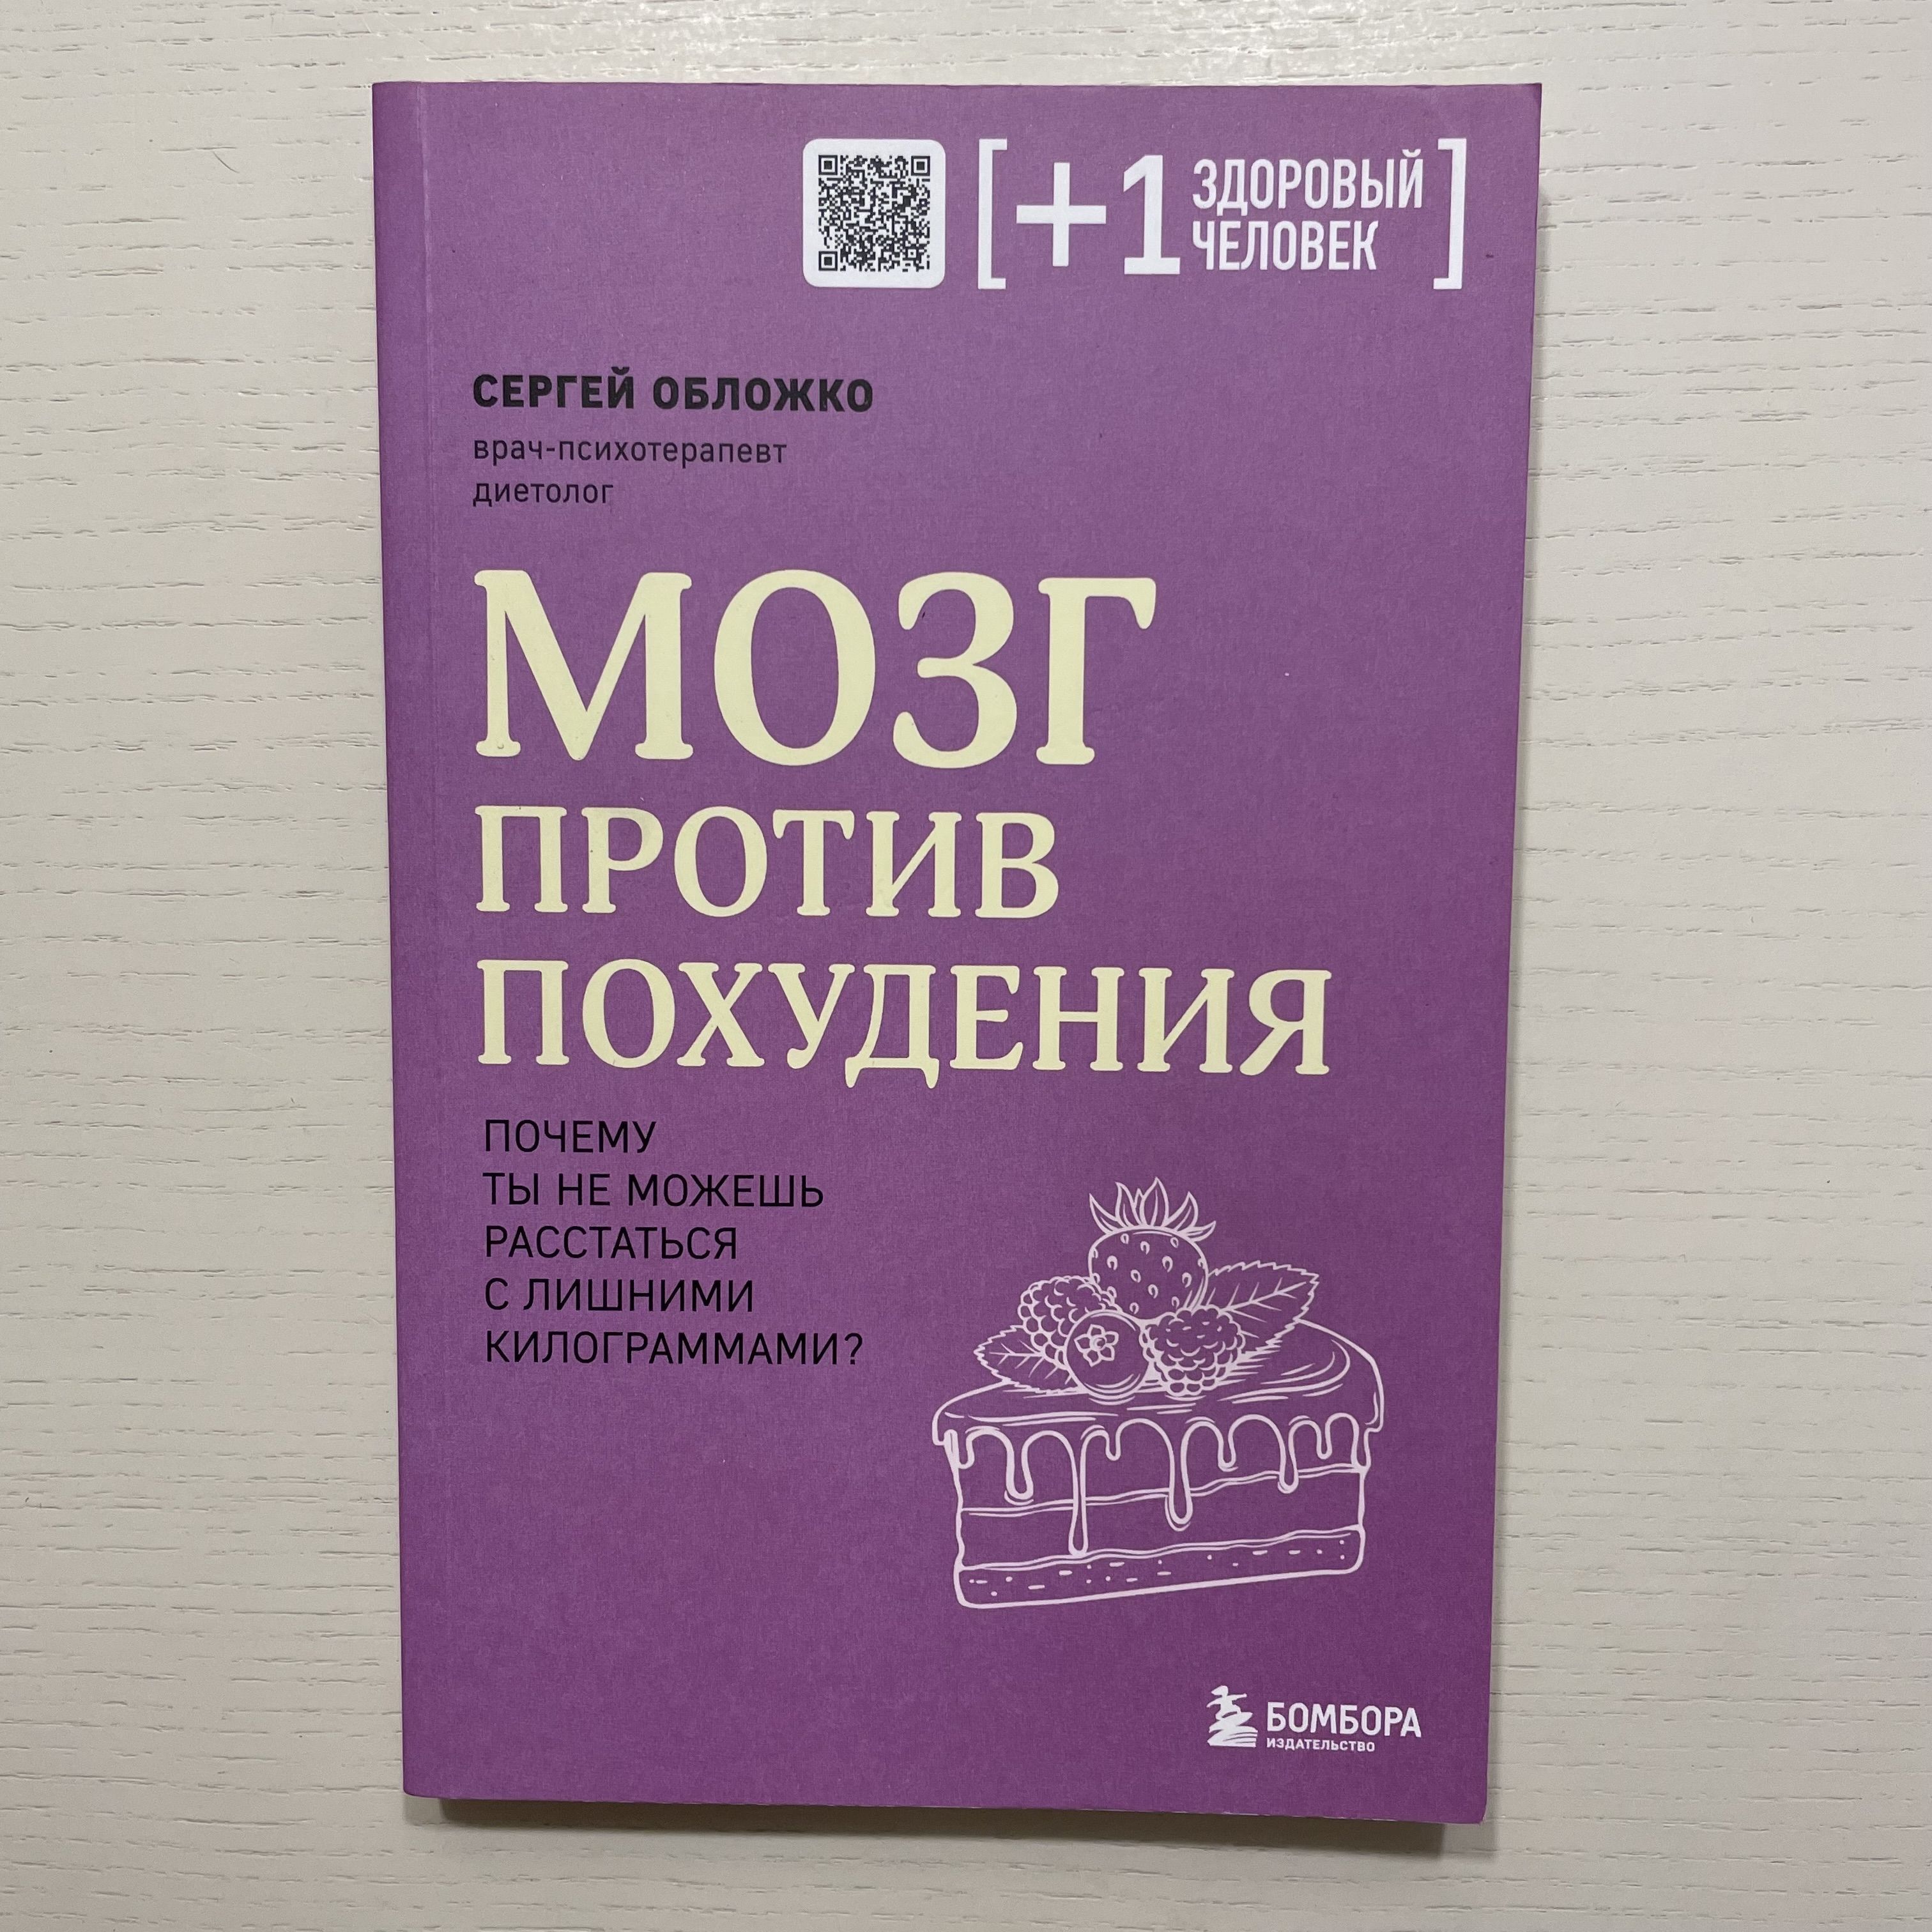 [+1 ЗДОРОВЫЙ
ЧЕЛОВЕК]
СЕРГЕЙ ОБЛОЖКО
врач-психотерапевт
диетолог
МОЗГ
ПРОТИВ
ПОХУДЕНИЯ
ПОЧЕМУ
ТЫ НЕ МОЖЕШЬ
РАССТАТЬСЯ
С ЛИШНИМИ
КИЛОГРАММАМИ?
БОМБОРА
ИЗДАТЕЛЬСТВО